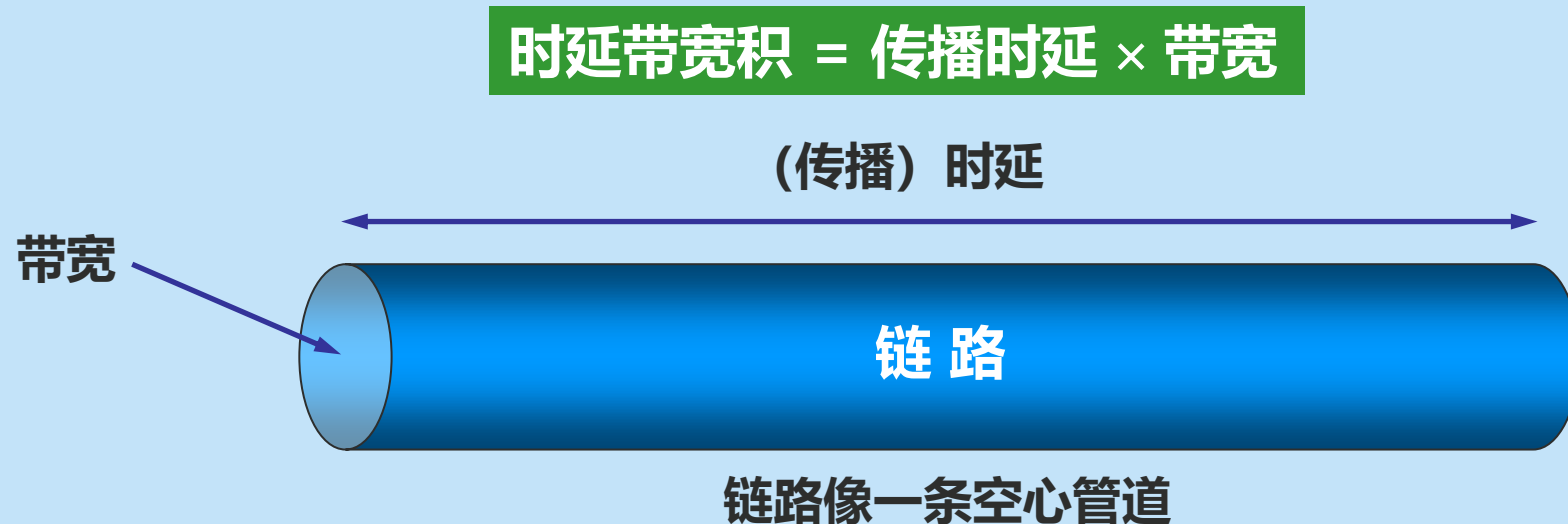 时延带宽积 = 传播时延 × 带宽
（传播）时延
带宽
链 路
链路像一条空心管道